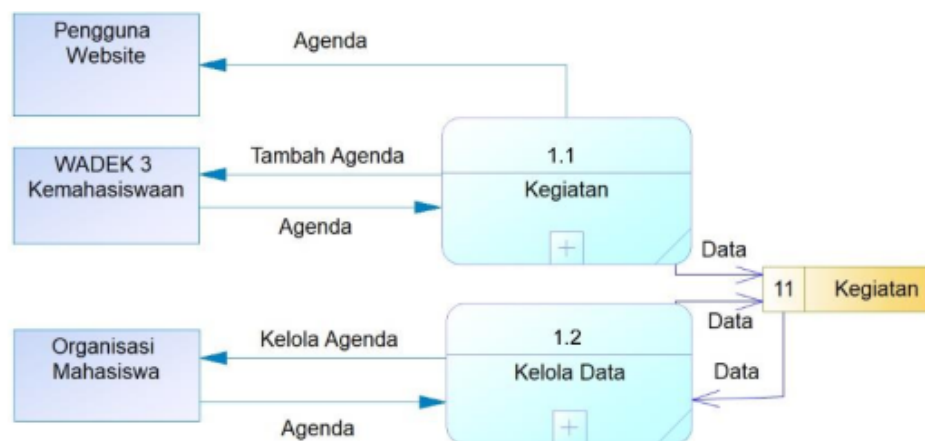 Pengguna
Website
Agenda
WADEK 3
Kemahasiswaan
Tambah Agenda
Agenda
1.1
Kegiatan
Data
11 Kegiatan
Data
Organisasi
Mahasiswa
Kelola Agenda
Agenda
1.2
Kelola Data
Data